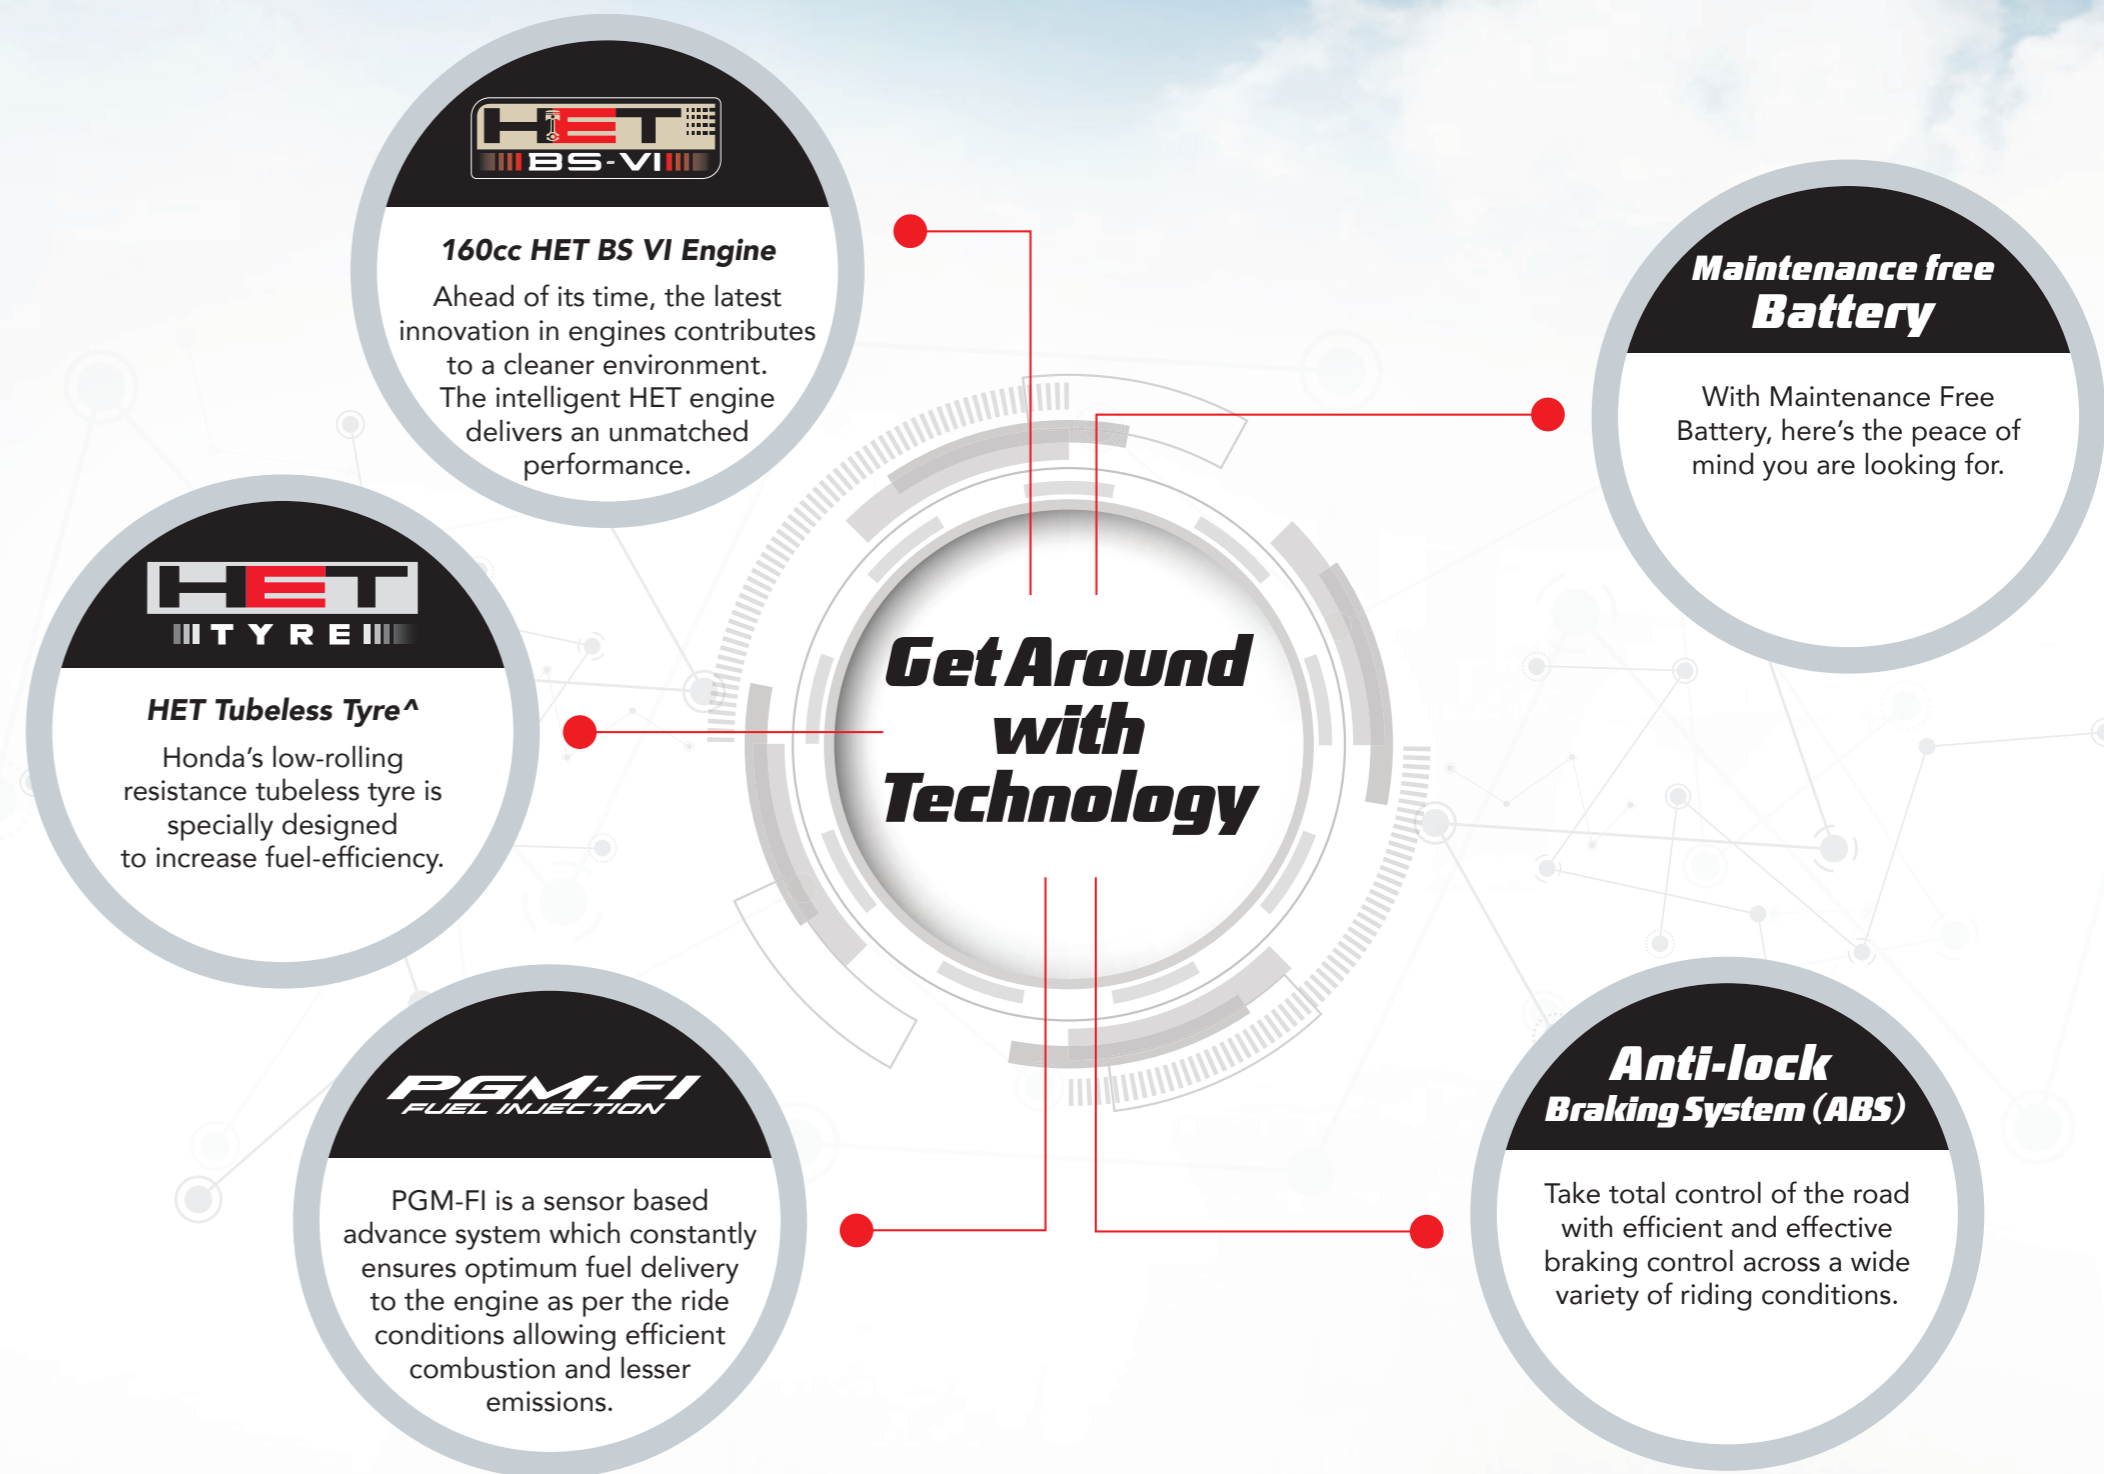 HET
BS-VI
160cc HET BS VI Engine
Ahead of its time, the latest
innovation in engines contributes
to a cleaner environment.
The intelligent HET engine
delivers an unmatched
performance.
Maintenance free
Battery
With Maintenance Free
Battery, here's the peace of
mind you are looking for.
HET
TYRE
HET Tubeless Tyre^
Honda's low-rolling
resistance tubeless tyre is
specially designed
to increase fuel-efficiency.
Get Around
with
Technology
PGM-FI
FUEL INJECTION
PGM-FI is a sensor based
advance system which constantly
ensures optimum fuel delivery
to the engine as per the ride
conditions allowing efficient
combustion and lesser
emissions.
Anti-lock
Braking System (ABS)
Take total control of the road
with efficient and effective
braking control across a wide
variety of riding conditions.